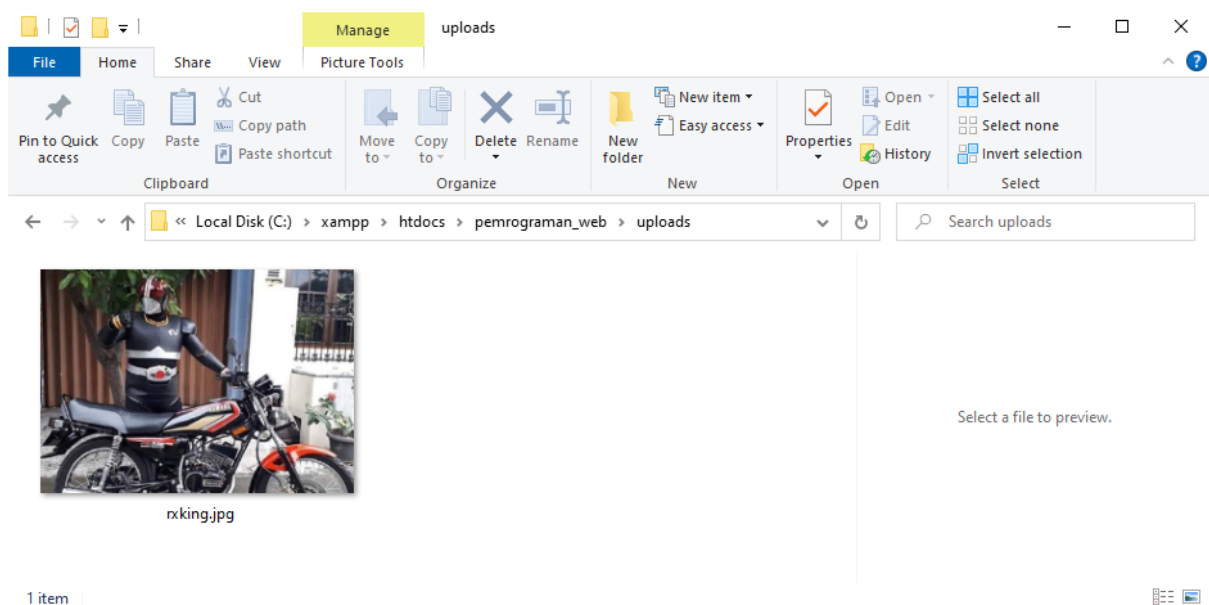 Manage uploads
File Home Share View Picture Tools
Pin to Quick access
Copy
Paste
Cut
Copy path
Paste shortcut
Clipboard
Move to
Copy to
Delete
Rename
Organize
New folder
New item
Easy access
New
Properties
Open
Edit
History
Open
Select all
Select none
Invert selection
Select
« Local Disk (C:) > xampp > htdocs > pemrograman_web > uploads
Search uploads
rxking.jpg
Select a file to preview.
1 item